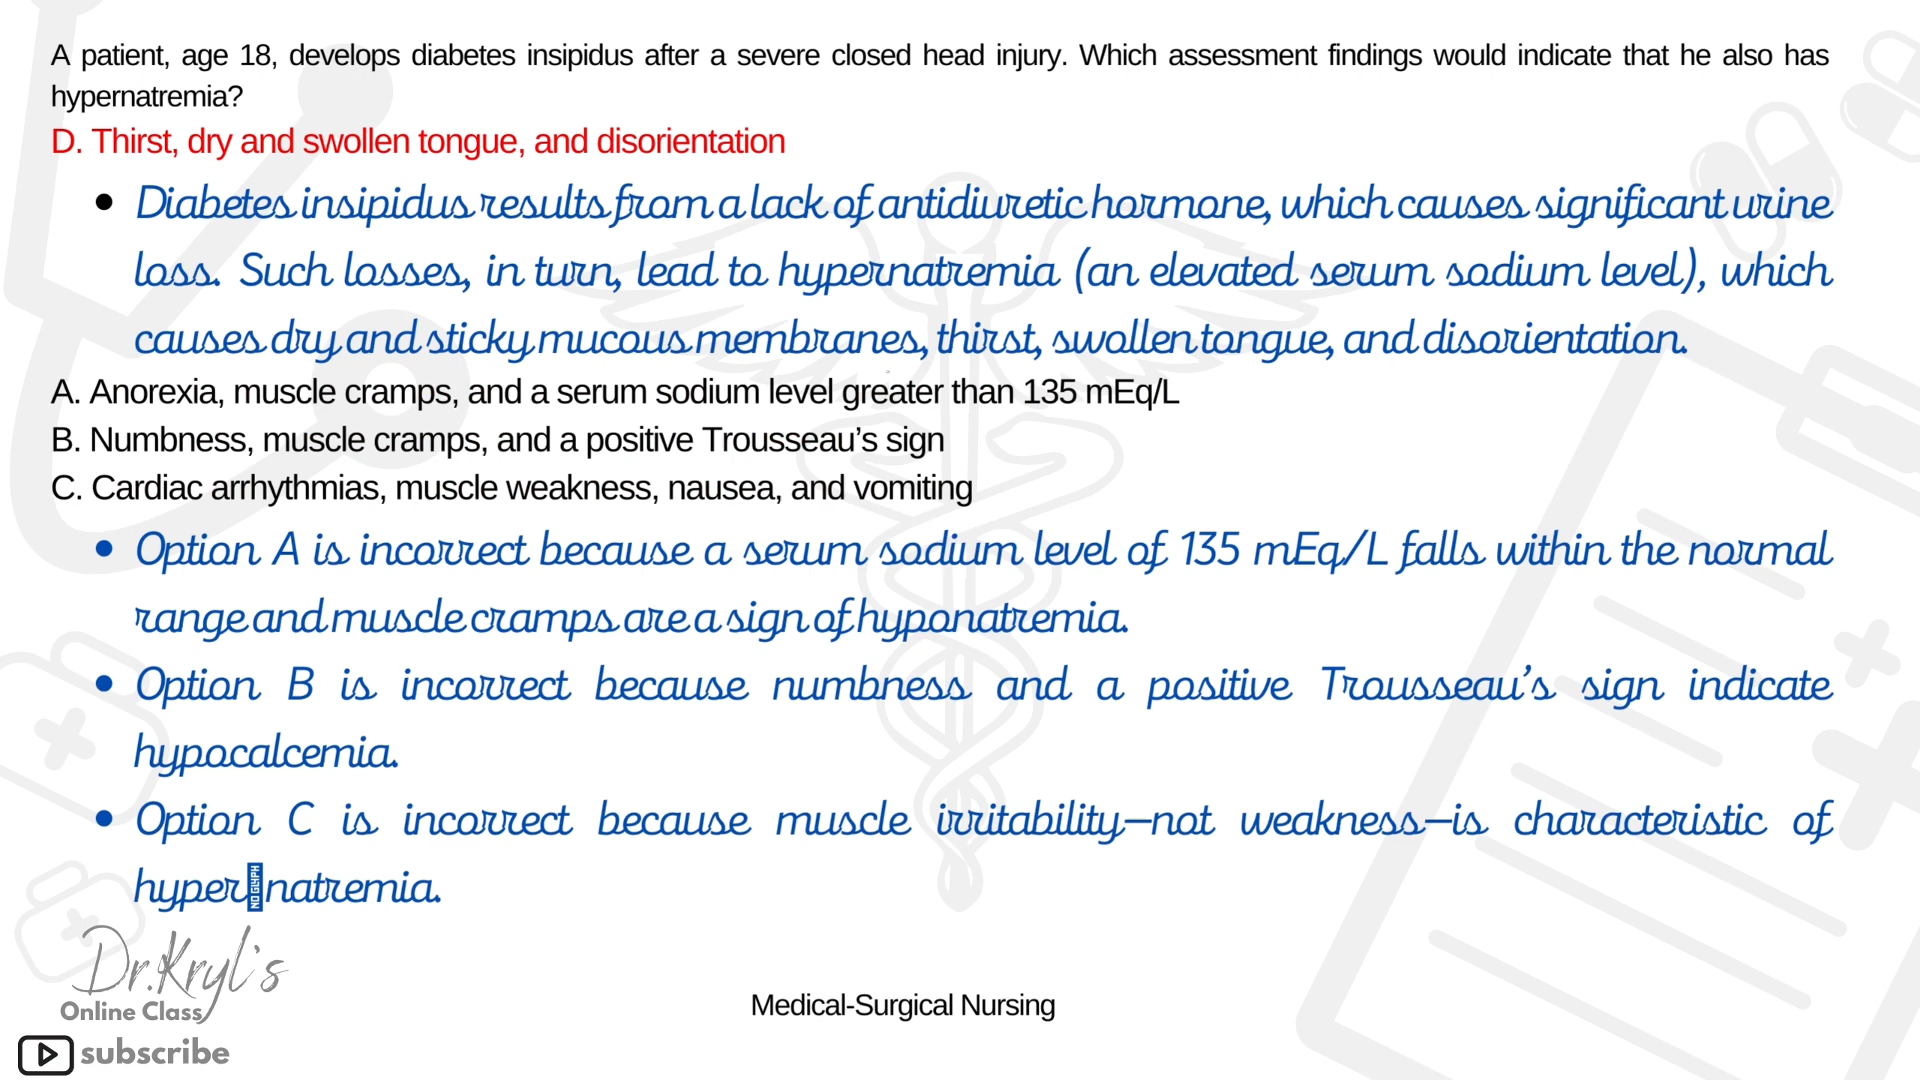 A patient, age 18, develops diabetes insipidus after a severe closed head injury. Which assessment findings would indicate that he also has
hypernatremia?
D. Thirst, dry and swollen tongue, and disorientation
• Diabetes insipidus results from a lack of antidiuretic hormone, which causes significant urine
loss. Such losses, in turn, lead to hypernatremia (an elevated serum sodium level), which
causes dry and sticky mucous membranes, thirst, swollen tongue, and disorientation.
A. Anorexia, muscle cramps, and a serum sodium level greater than 135 mEq/L
B. Numbness, muscle cramps, and a positive Trousseau’s sign
C. Cardiac arrhythmias, muscle weakness, nausea, and vomiting
• Option A is incorrect because a serum sodium level of 135 mEq/L falls within the normal
range and muscle cramps are a sign of hyponatremia.
• Option B is incorrect because numbness and a positive Trousseau’s sign indicate
hypocalcemia.
• Option C is incorrect because muscle irritability—not weakness—is characteristic of
hyper NO GLYPH natremia.
Dr.Kryl's
Online Class
subscribe
Medical-Surgical Nursing